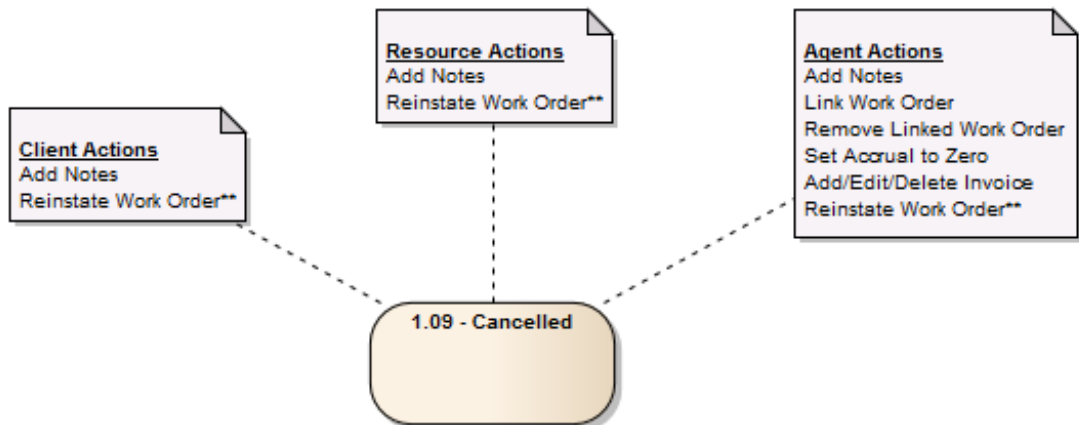 Client Actions
Add Notes
Reinstate Work Order**
Resource Actions
Add Notes
Reinstate Work Order**
Agent Actions
Add Notes
Link Work Order
Remove Linked Work Order
Set Accrual to Zero
Add/Edit/Delete Invoice
Reinstate Work Order**
1.09 - Cancelled